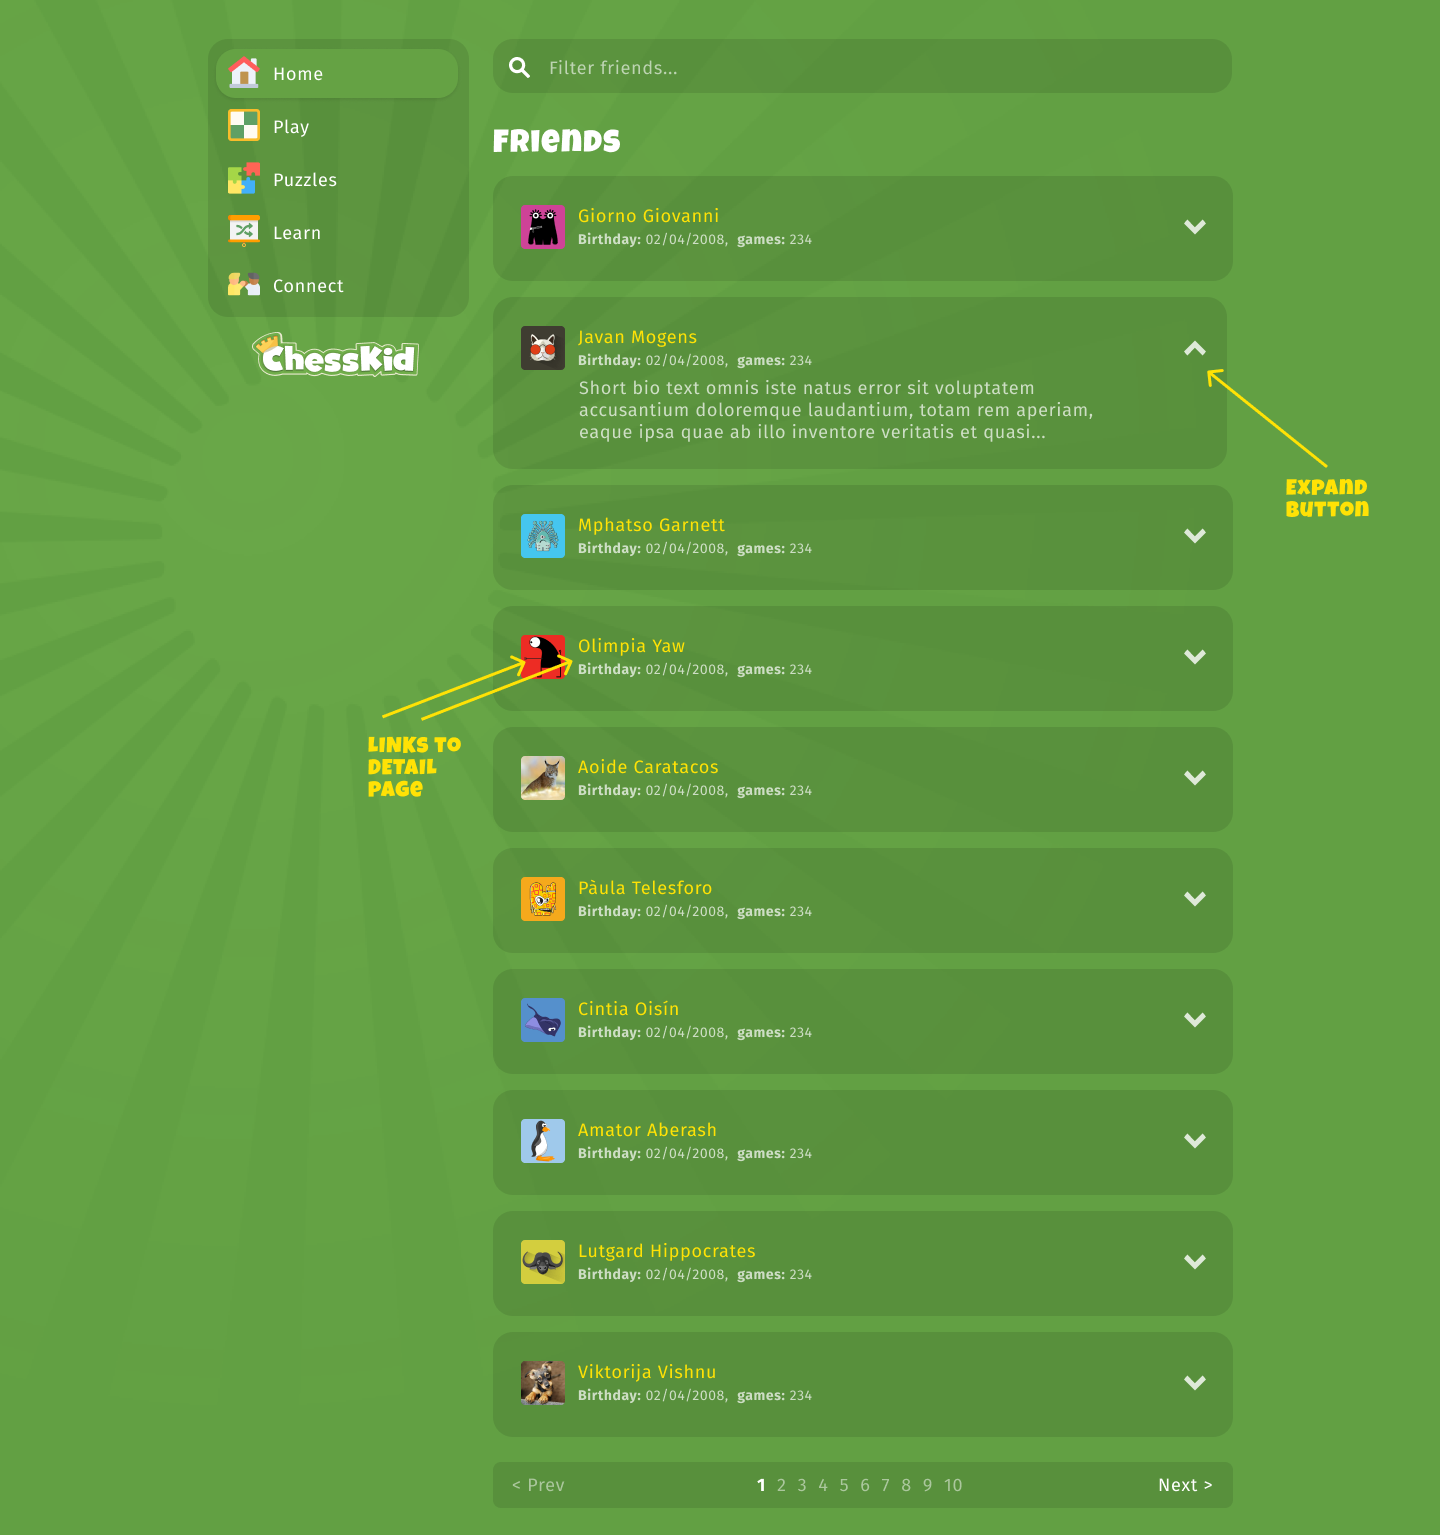 Home
Play
Puzzles
Learn
Connect
ChessKid
Filter friends...
Friends
Giorno Giovanni
Birthday: 02/04/2008, games: 234
Javan Mogens
Birthday: 02/04/2008, games: 234
Short bio text omnis iste natus error sit voluptatem
accusantium doloremque laudantium, totam rem aperiam,
eaque ipsa quae ab illo inventore veritatis et quasi...
Expand
button
Mphatso Garnett
Birthday: 02/04/2008, games: 234
Olimpia Yaw
Birthday: 02/04/2008, games: 234
Links to
detail
page
Aoide Caratacos
Birthday: 02/04/2008, games: 234
Pàula Telesforo
Birthday: 02/04/2008, games: 234
Cintia Oisín
Birthday: 02/04/2008, games: 234
Amator Aberash
Birthday: 02/04/2008, games: 234
Lutgard Hippocrates
Birthday: 02/04/2008, games: 234
Viktorija Vishnu
Birthday: 02/04/2008, games: 234
< Prev 1 2 3 4 5 6 7 8 9 10 Next >